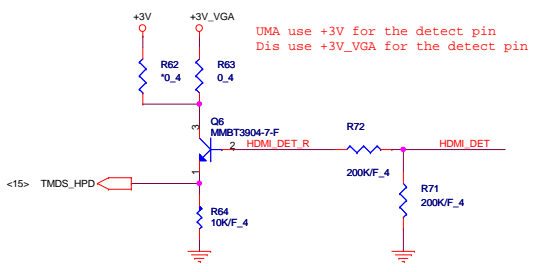 +3V
+3V_VGA
UMA use +3V for the detect pin
Dis use +3V_VGA for the detect pin
R62
*0_4
R63
0_4
Q6
MMBT3904-7-F
3
2
1
HDMI_DET_R
R72
200K/F_4
HDMI_DET
<15> TMDS_HPD
R71
200K/F_4
R64
10K/F_4